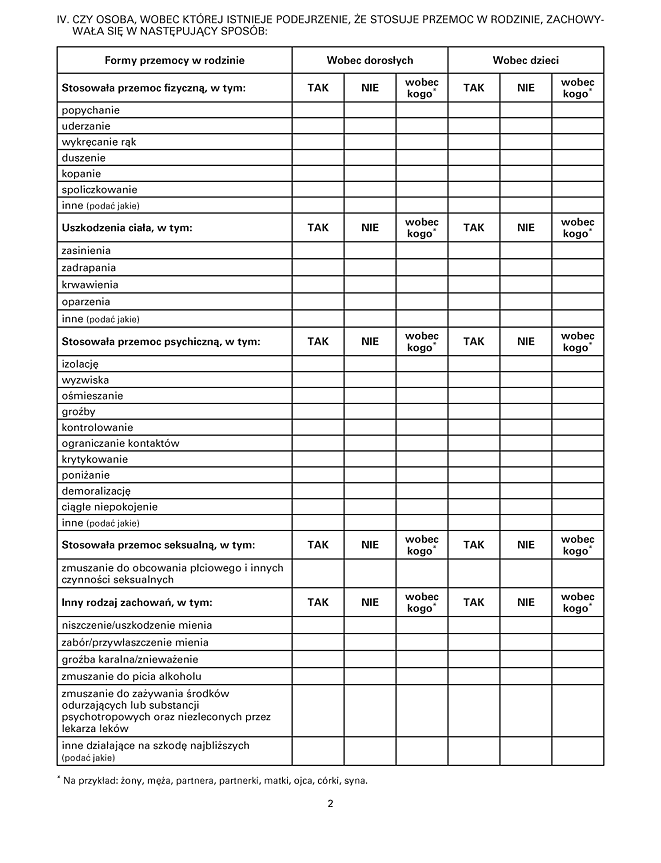 IV. CZY OSOBA, WOBEC KTÓREJ ISTNIEJE PODEJRZENIE, ŻE STOSUJE PRZEMOC W RODZINIE, ZACHOWY-
WAŁA SIĘ W NASTĘPUJĄCY SPOSÓB:
Formy przemocy w rodzinie Wobec dorosłych Wobec dzieci
Stosowała przemoc fizyczną, w tym: TAK NIE wobec kogo* TAK NIE wobec kogo*
popychanie
uderzanie
wykręcanie rąk
duszenie
kopanie
spoliczkowanie
inne (podać jakie)
Uszkodzenia ciała, w tym: TAK NIE wobec kogo* TAK NIE wobec kogo*
zasinienia
zadrapania
krwawienia
oparzenia
inne (podać jakie)
Stosowała przemoc psychiczną, w tym: TAK NIE wobec kogo* TAK NIE wobec kogo*
izolację
wyzwiska
ośmieszanie
groźby
kontrolowanie
ograniczanie kontaktów
krytykowanie
poniżanie
demoralizację
ciągłe niepokojenie
inne (podać jakie)
Stosowała przemoc seksualną, w tym: TAK NIE wobec kogo* TAK NIE wobec kogo*
zmuszanie do obcowania płciowego i innych
czynności seksualnych
Inny rodzaj zachowań, w tym: TAK NIE wobec kogo* TAK NIE wobec kogo*
niszczenie/uszkodzenie mienia
zabór/przywłaszczenie mienia
groźba karalna/znieważenie
zmuszanie do picia alkoholu
zmuszanie do zażywania środków
odurzających lub substancji
psychotropowych oraz niezleconych przez
lekarza leków
inne działające na szkodę najbliższych
(podać jakie)
* Na przykład: żony, męża, partnera, partnerki, matki, ojca, córki, syna.
2